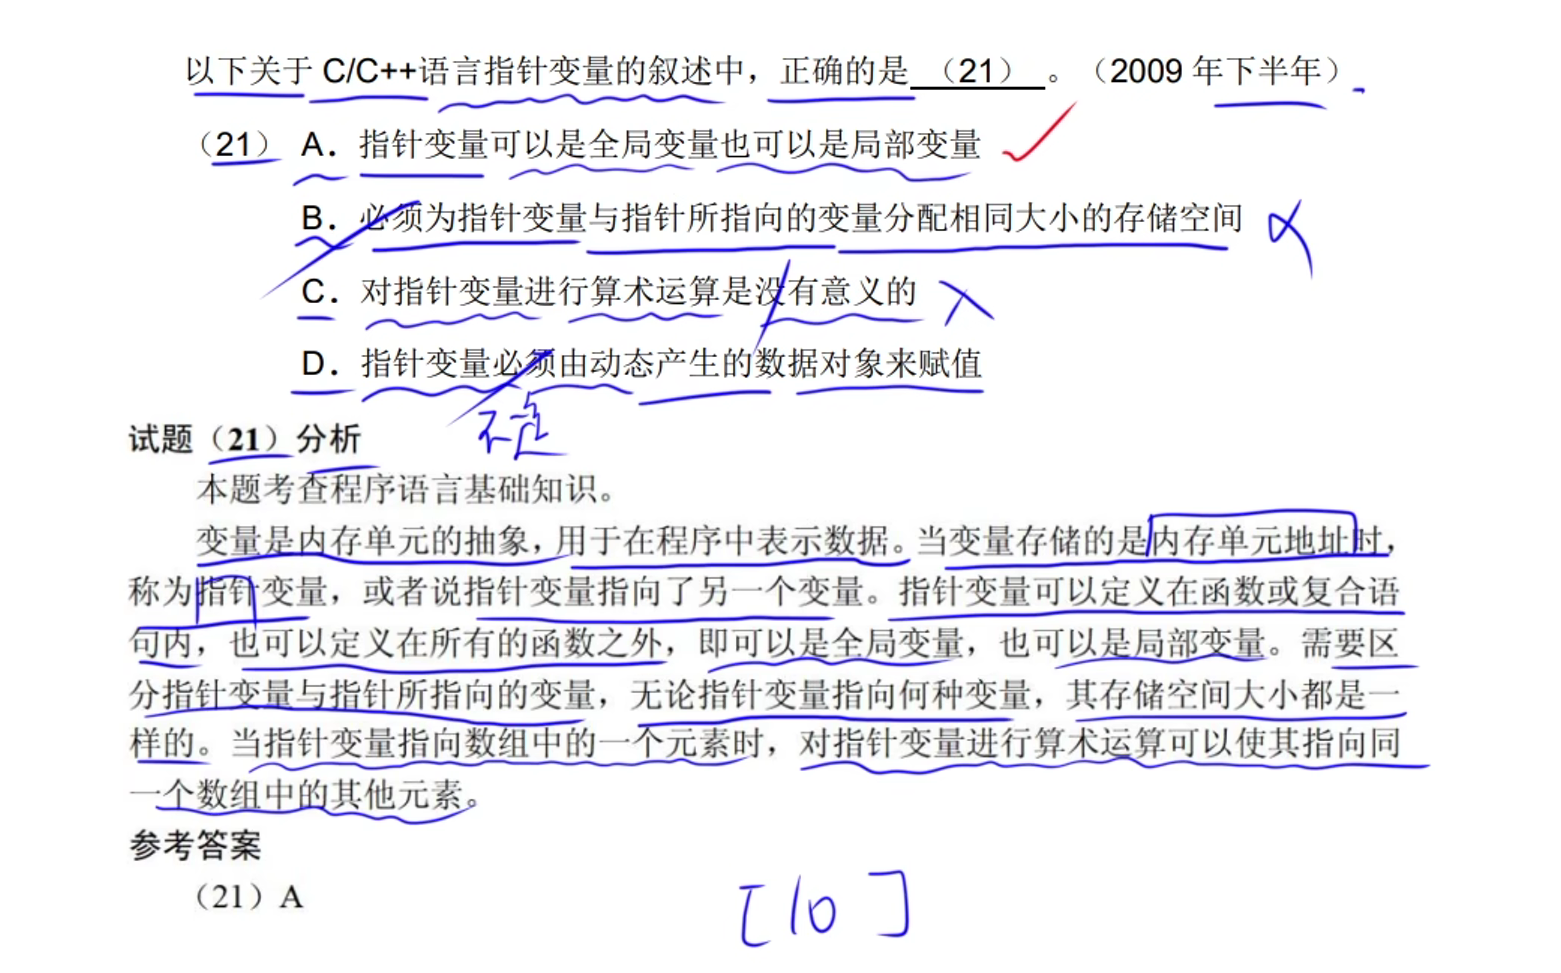 以下关于 C/C++语言指针变量的叙述中，正确的是 （21） 。（2009 年下半年）
（21） A．指针变量可以是全局变量也可以是局部变量
B．必须为指针变量与指针所指向的变量分配相同大小的存储空间
C．对指针变量进行算术运算是没有意义的
D．指针变量必须由动态产生的数据对象来赋值
试题（21）分析
本题考查程序语言基础知识。
变量是内存单元的抽象，用于在程序中表示数据。当变量存储的是内存单元地址时，
称为指针变量，或者说指针变量指向了另一个变量。指针变量可以定义在函数或复合语
句内，也可以定义在所有的函数之外，即可以是全局变量，也可以是局部变量。需要区
分指针变量与指针所指向的变量，无论指针变量指向何种变量，其存储空间大小都是一
样的。当指针变量指向数组中的一个元素时，对指针变量进行算术运算可以使其指向同
一个数组中的其他元素。
参考答案
（21）A
[10]